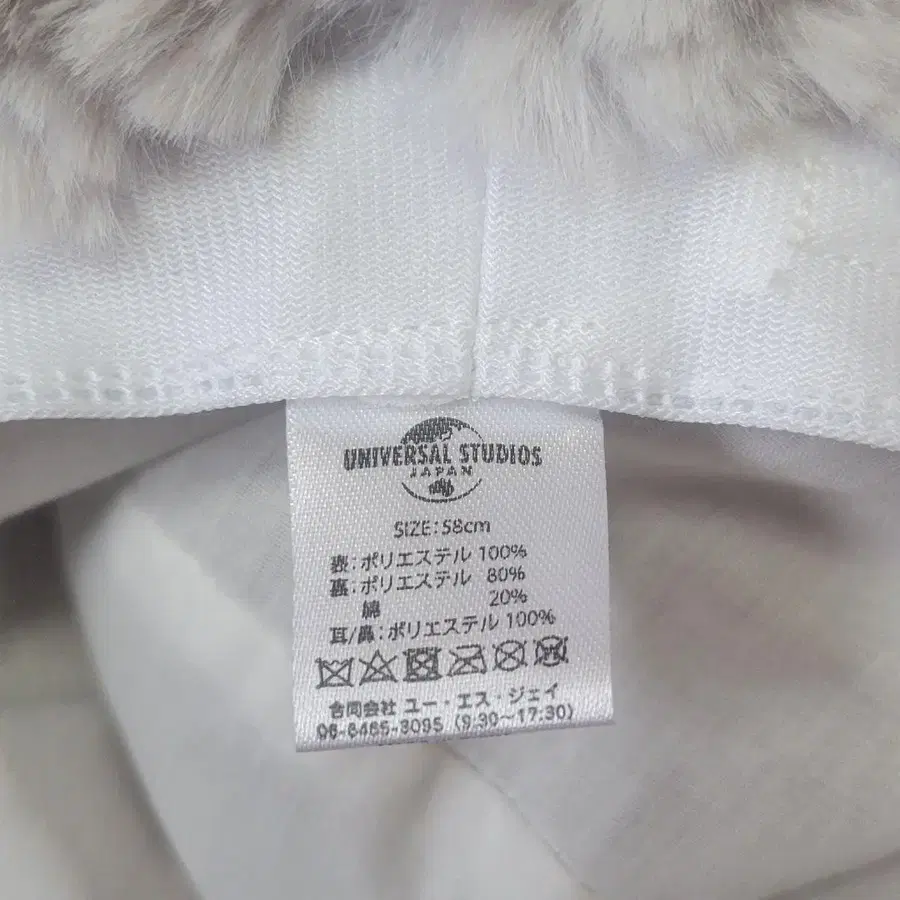 UNIVERSAL STUDIOS
JAPAN
SIZE:58cm
表:ポリエステル 100%
裏:ポリエステル 80%
綿 20%
耳/鼻:ポリエステル 100%
合同会社 ユー・エス・ジェイ
06-6465-3095 (9:30〜17:30)